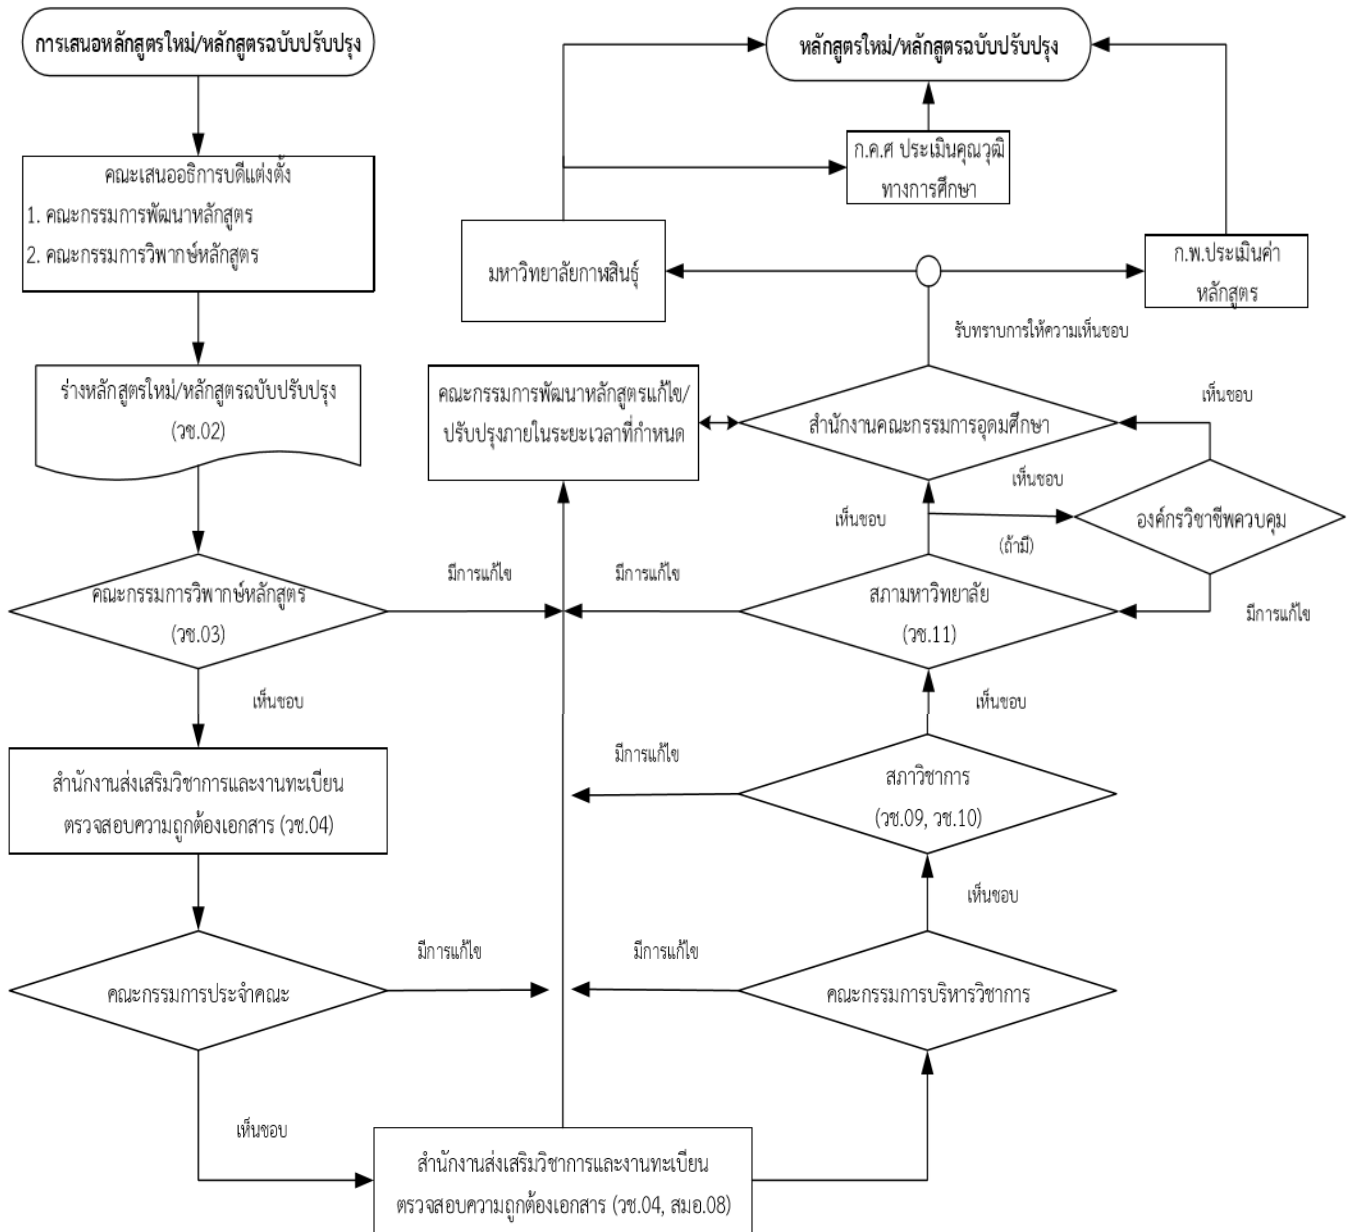 การเสนอหลักสูตรใหม่/หลักสูตรฉบับปรับปรุง
คณะเสนออธิการบดีแต่งตั้ง
1. คณะกรรมการพัฒนาหลักสูตร
2. คณะกรรมการวิพากษ์หลักสูตร
ร่างหลักสูตรใหม่/หลักสูตรฉบับปรับปรุง
(วช.02)
คณะกรรมการวิพากษ์หลักสูตร
(วช.03)
มีการแก้ไข
เห็นชอบ
สำนักงานส่งเสริมวิชาการและงานทะเบียน
ตรวจสอบความถูกต้องเอกสาร (วช.04)
คณะกรรมการประจำคณะ
มีการแก้ไข
เห็นชอบ
สำนักงานส่งเสริมวิชาการและงานทะเบียน
ตรวจสอบความถูกต้องเอกสาร (วช.04, สมอ.08)
คณะกรรมการบริหารวิชาการ
มีการแก้ไข
เห็นชอบ
สภาวิชาการ
(วช.09, วช.10)
มีการแก้ไข
เห็นชอบ
สภามหาวิทยาลัย
(วช.11)
มีการแก้ไข
เห็นชอบ
เห็นชอบ
(ถ้ามี)
องค์กรวิชาชีพควบคุม
มีการแก้ไข
เห็นชอบ
สำนักงานคณะกรรมการอุดมศึกษา
คณะกรรมการพัฒนาหลักสูตรแก้ไข/
ปรับปรุงภายในระยะเวลาที่กำหนด
รับทราบการให้ความเห็นชอบ
มหาวิทยาลัยกาฬสินธุ์
ก.พ.ประเมินค่า
หลักสูตร
ก.ค.ศ ประเมินคุณวุฒิ
ทางการศึกษา
หลักสูตรใหม่/หลักสูตรฉบับปรับปรุง